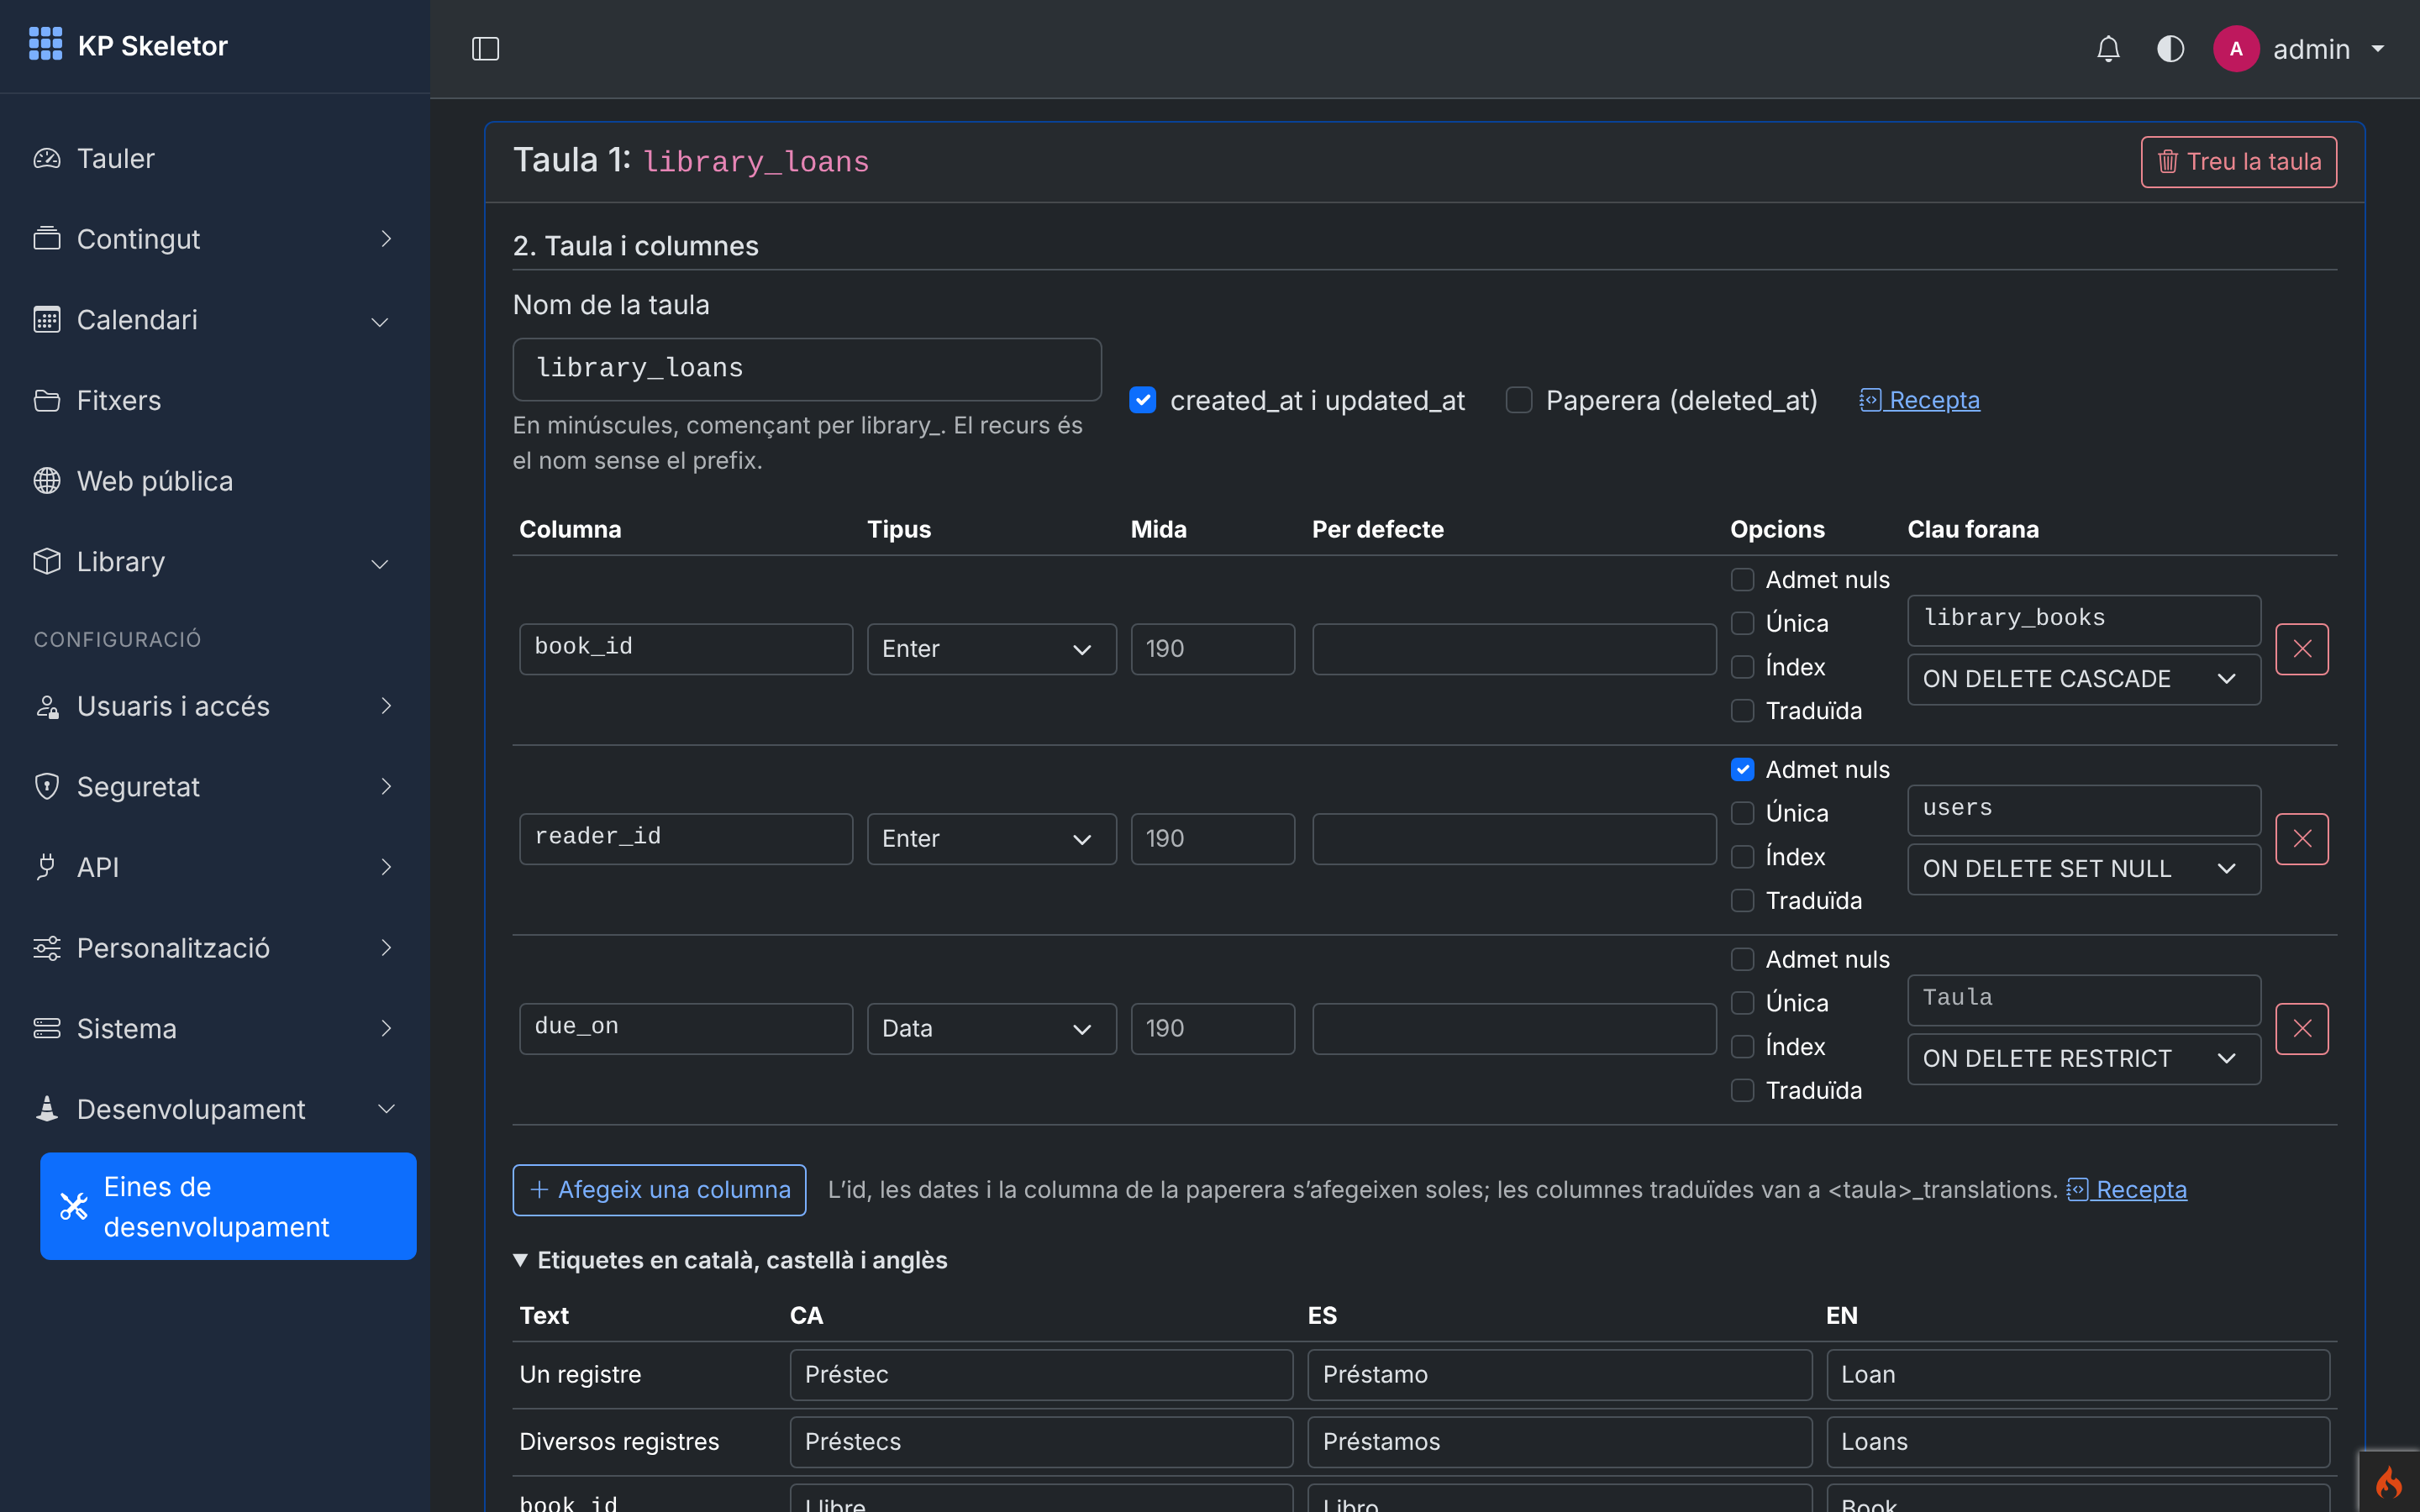 KP Skeletor
A admin
Tauler
Contingut
Calendari
Fitxers
Web pública
Library
CONFIGURACIÓ
Usuaris i accés
Seguretat
API
Personalització
Sistema
Desenvolupament
Eines de
desenvolupament
Taula 1: library_loans
Treu la taula
2. Taula i columnes
Nom de la taula
library_loans
created_at i updated_at
Paperera (deleted_at)
Recepta
En minúscules, començant per library_. El recurs és
el nom sense el prefix.
Columna Tipus Mida Per defecte Opcions Clau forana
book_id Enter 190
Admet nuls
Única
Índex
Traduïda
library_books
ON DELETE CASCADE
reader_id Enter 190
Admet nuls
Única
Índex
Traduïda
users
ON DELETE SET NULL
due_on Data 190
Admet nuls
Única
Índex
Traduïda
Taula
ON DELETE RESTRICT
+ Afegeix una columna
L’id, les dates i la columna de la paperera s’afegeixen soles; les columnes traduïdes van a <taula>_translations. Recepta
Etiquetes en català, castellà i anglès
Text CA ES EN
Un registre Préstec Préstamo Loan
Diversos registres Préstecs Préstamos Loans
book_id Llibre Libro Book